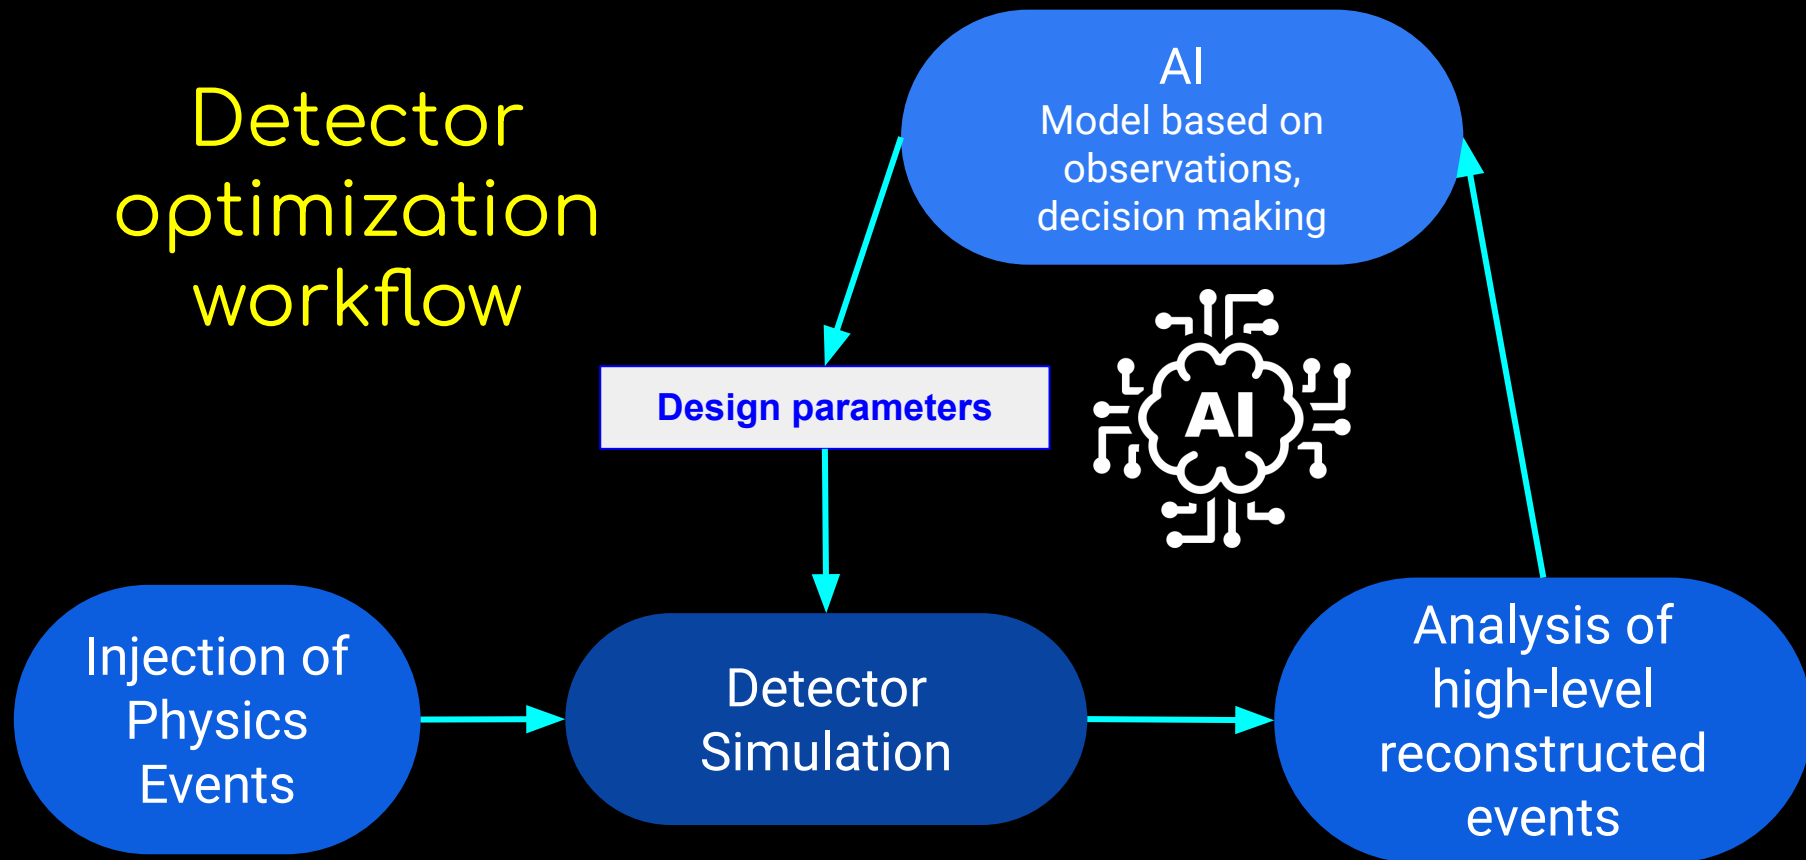 Detector
optimization
workflow
AI
Model based on
observations,
decision making
Design parameters
AI
Injection of
Physics
Events
Detector
Simulation
Analysis of
high-level
reconstructed
events